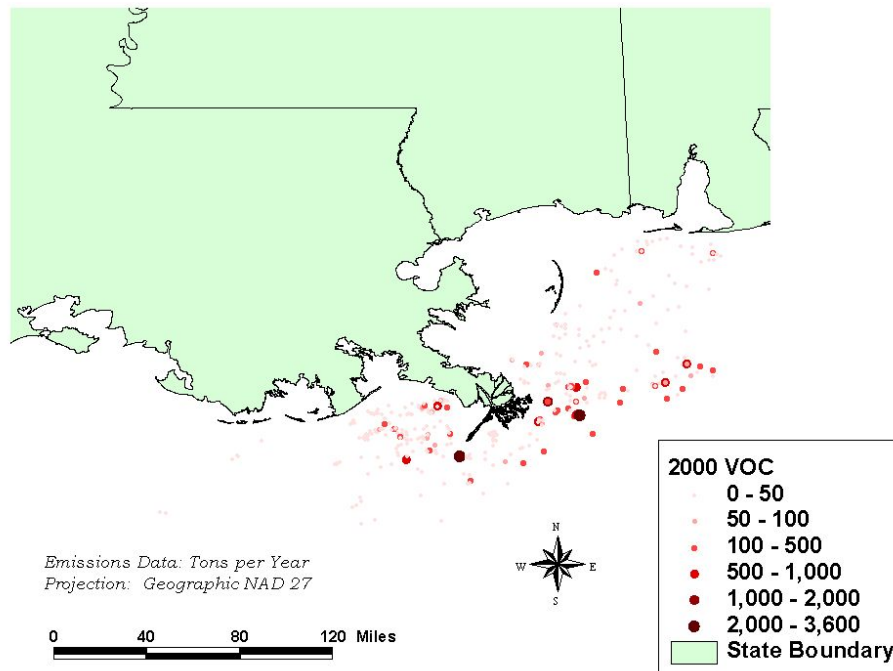 N
W E
S
Emissions Data: Tons per Year
Projection: Geographic NAD 27
0 40 80 120 Miles
2000 VOC
0 - 50
50 - 100
100 - 500
500 - 1,000
1,000 - 2,000
2,000 - 3,600
State Boundary